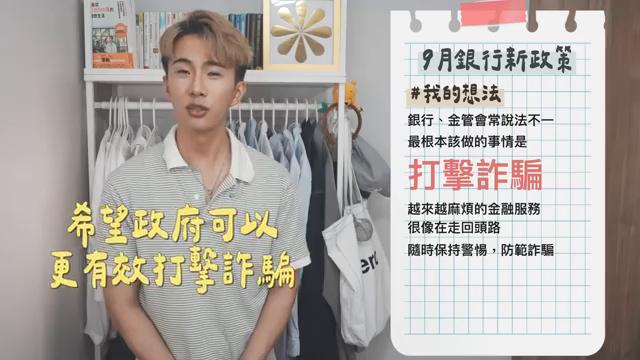 9月銀行新政策
#我的想法
銀行、金管會常說法不一
最根本該做的事情是
打擊詐騙
越來越麻煩的金融服務
很像在走回頭路
隨時保持警惕，防範詐騙
希望政府可以
更有效打擊詐騙